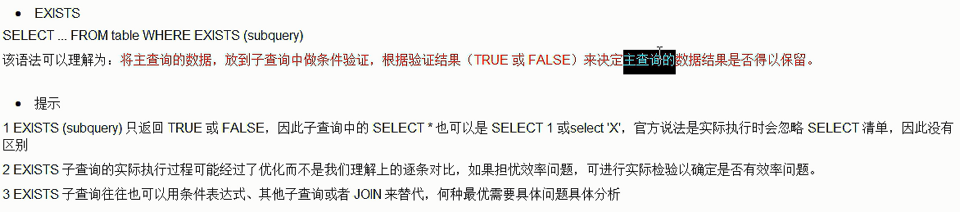 • EXISTS
SELECT ... FROM table WHERE EXISTS (subquery)
该语法可以理解为：将主查询的数据，放到子查询中做条件验证，根据验证结果（TRUE 或 FALSE）来决定主查询的数据结果是否得以保留。
• 提示
1 EXISTS (subquery) 只返回 TRUE 或 FALSE，因此子查询中的 SELECT * 也可以是 SELECT 1 或select 'X'，官方说法是实际执行时会忽略 SELECT 清单，因此没有
区别
2 EXISTS 子查询的实际执行过程可能经过了优化而不是我们理解上的逐条对比，如果担忧效率问题，可进行实际检验以确定是否有效率问题。
3 EXISTS 子查询往往也可以用条件表达式、其他子查询或者 JOIN 来替代，何种最优需要具体问题具体分析